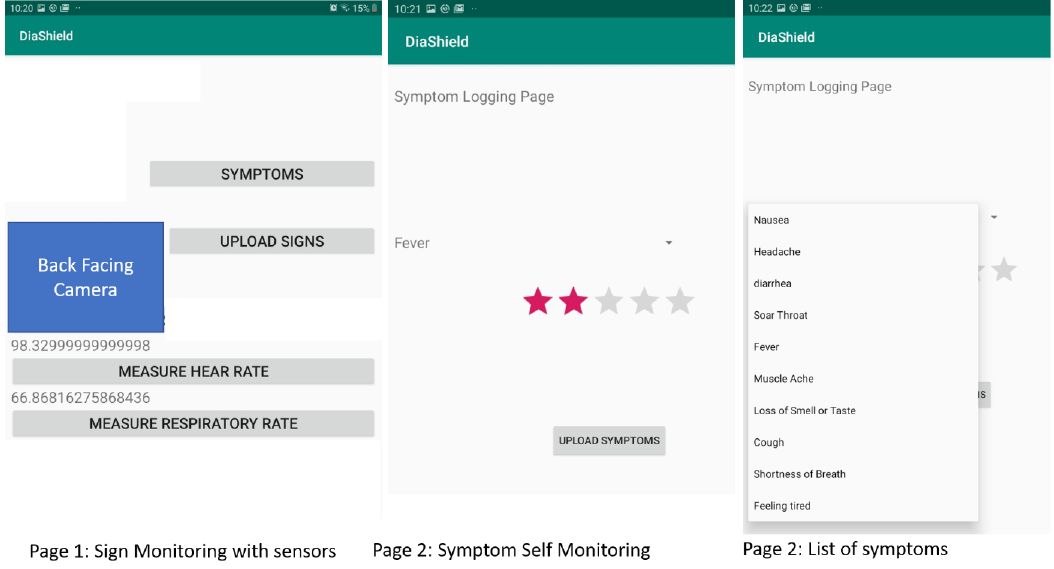 10:20
15%
DiaShield
SYMPTOMS
UPLOAD SIGNS
Back Facing
Camera
98.32999999999998
MEASURE HEAR RATE
66.86816275868436
MEASURE RESPIRATORY RATE
Page 1: Sign Monitoring with sensors
10:21
DiaShield
Symptom Logging Page
Fever
UPLOAD SYMPTOMS
Page 2: Symptom Self Monitoring
10:22
DiaShield
Symptom Logging Page
Nausea
Headache
diarrhea
Soar Throat
Fever
Muscle Ache
Loss of Smell or Taste
Cough
Shortness of Breath
Feeling tired
Page 2: List of symptoms